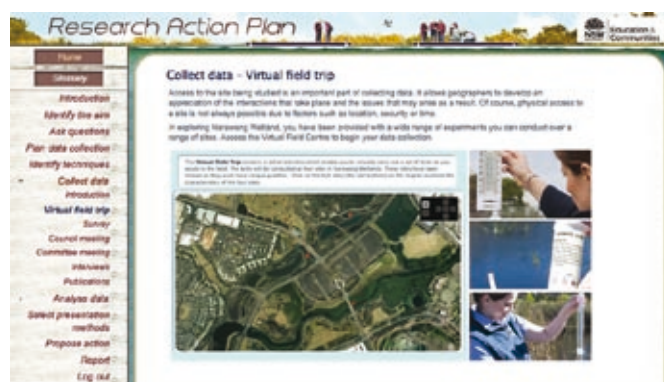 Research Action Plan
NSW
Education &
Communities
Home
Glossary
Introduction
Identify the aim
Ask questions
Plan data collection
Identify techniques
Collect data
Introduction
Virtual field trip
Survey
Council meeting
Committee meeting
Interviews
Publications
Analyse data
Select presentation
methods
Propose action
Report
Log out
Collect data - Virtual field trip
Access to the site being studied is an important part of collecting data. It allows geographers to develop an
appreciation of the interactions that take place and the issues that may arise as a result. Of course, physical access to
a site is not always possible due to factors such as location, security or time.
In exploring Narawang Wetland, you have been provided with a wide range of experiments you can conduct over a
range of sites. Access the Virtual Field Centre to begin your data collection.
The Virtual Field Trip